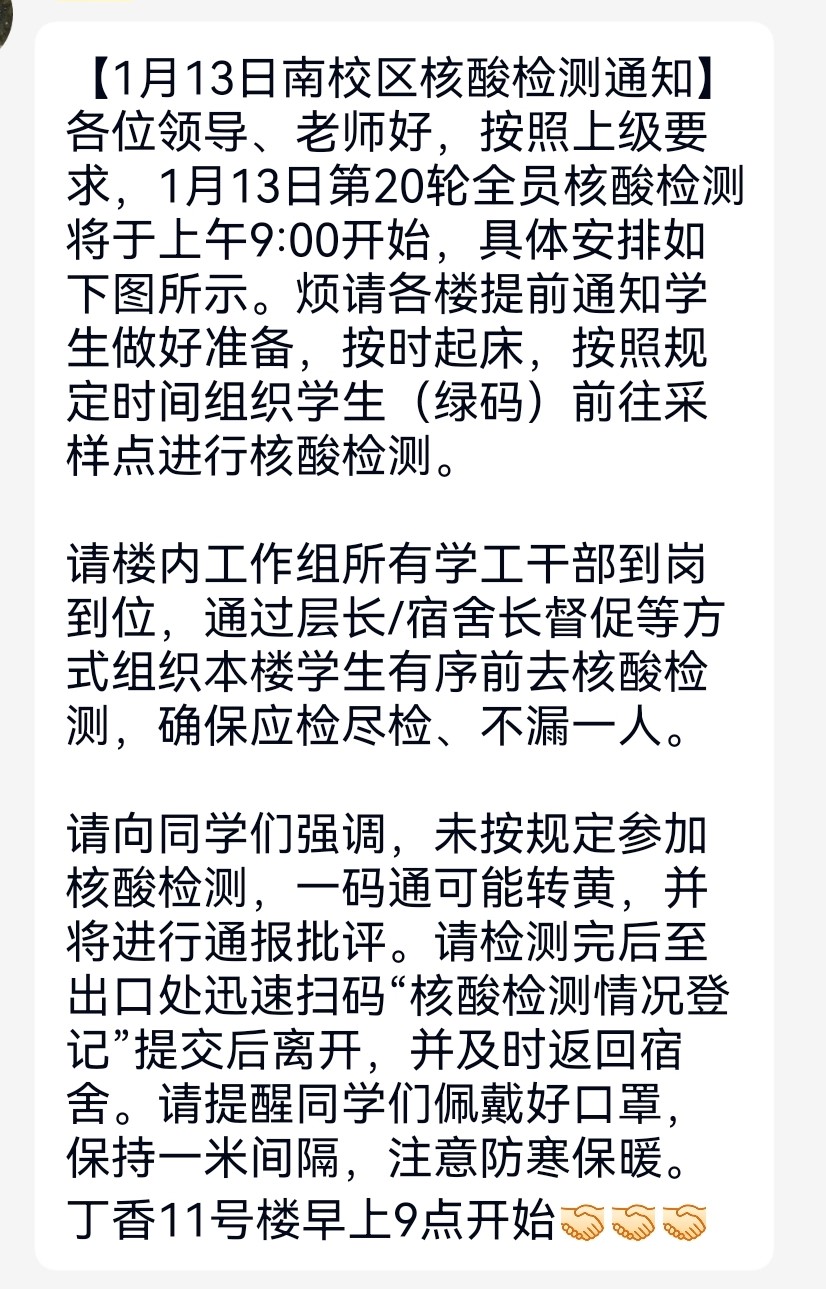 【1月13日南校区核酸检测通知】
各位领导、老师好，按照上级要
求，1月13日第20轮全员核酸检测
将于上午9:00开始，具体安排如
下图所示。烦请各楼提前通知学
生做好准备，按时起床，按照规
定时间组织学生（绿码）前往采
样点进行核酸检测。
请楼内工作组所有学工干部到岗
到位，通过层长/宿舍长督促等方
式组织本楼学生有序前去核酸检
测，确保应检尽检、不漏一人。
请向同学们强调，未按规定参加
核酸检测，一码通可能转黄，并
将进行通报批评。请检测完后至
出口处迅速扫码“核酸检测情况登
记”提交后离开，并及时返回宿
舍。请提醒同学们佩戴好口罩，
保持一米间隔，注意防寒保暖。
丁香11号楼早上9点开始🤝🤝🤝